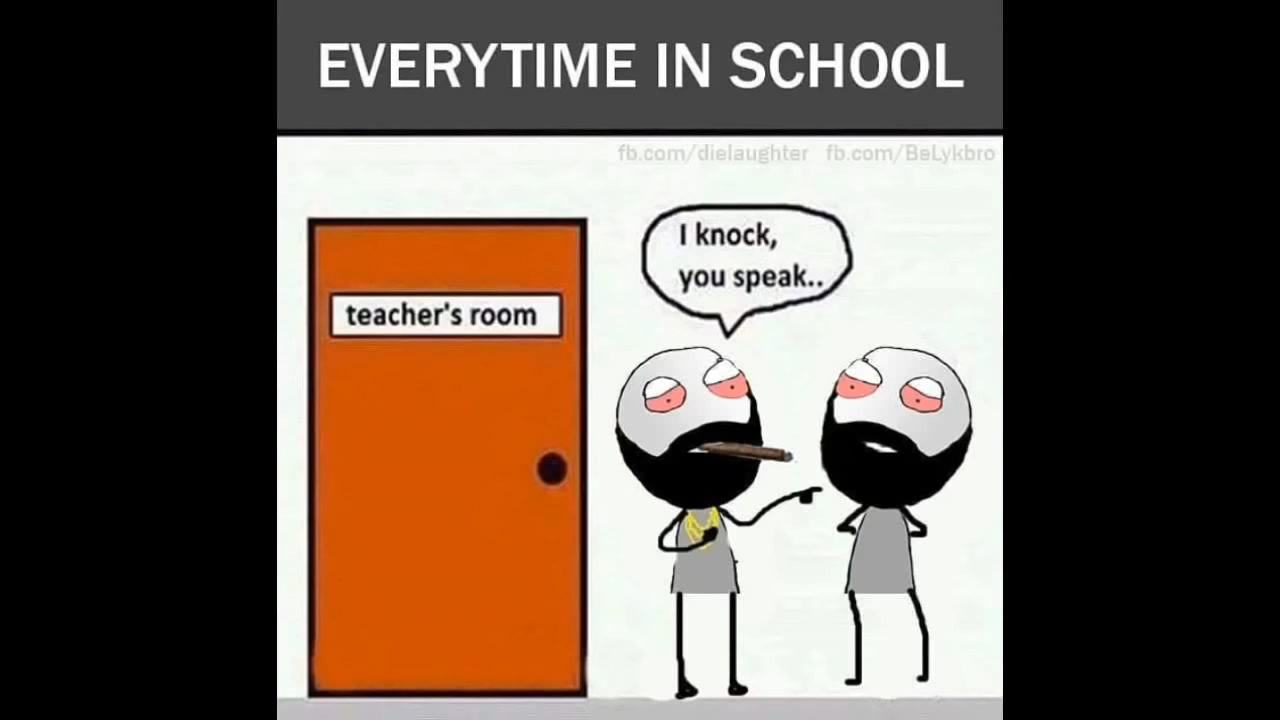 EVERYTIME IN SCHOOL
fb.com/dielaughter fb.com/BeLykbro
I knock,
you speak..
teacher's room